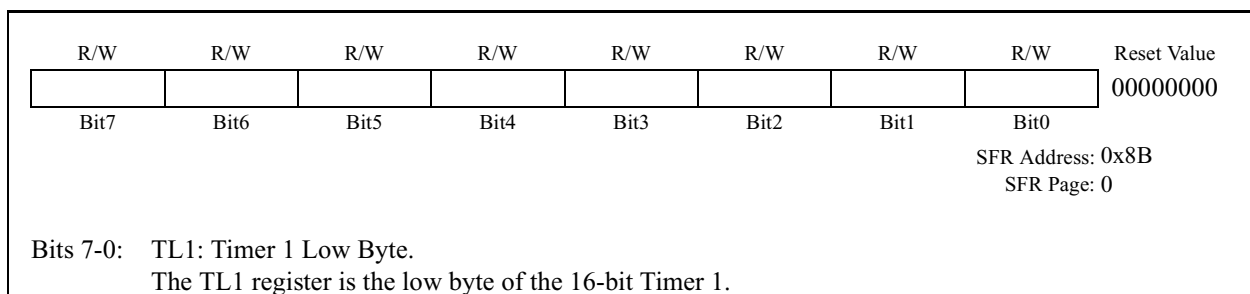 R/W R/W R/W R/W R/W R/W R/W R/W Reset Value
00000000
Bit7 Bit6 Bit5 Bit4 Bit3 Bit2 Bit1 Bit0
SFR Address: 0x8B
SFR Page: 0
Bits 7-0: TL1: Timer 1 Low Byte.
The TL1 register is the low byte of the 16-bit Timer 1.